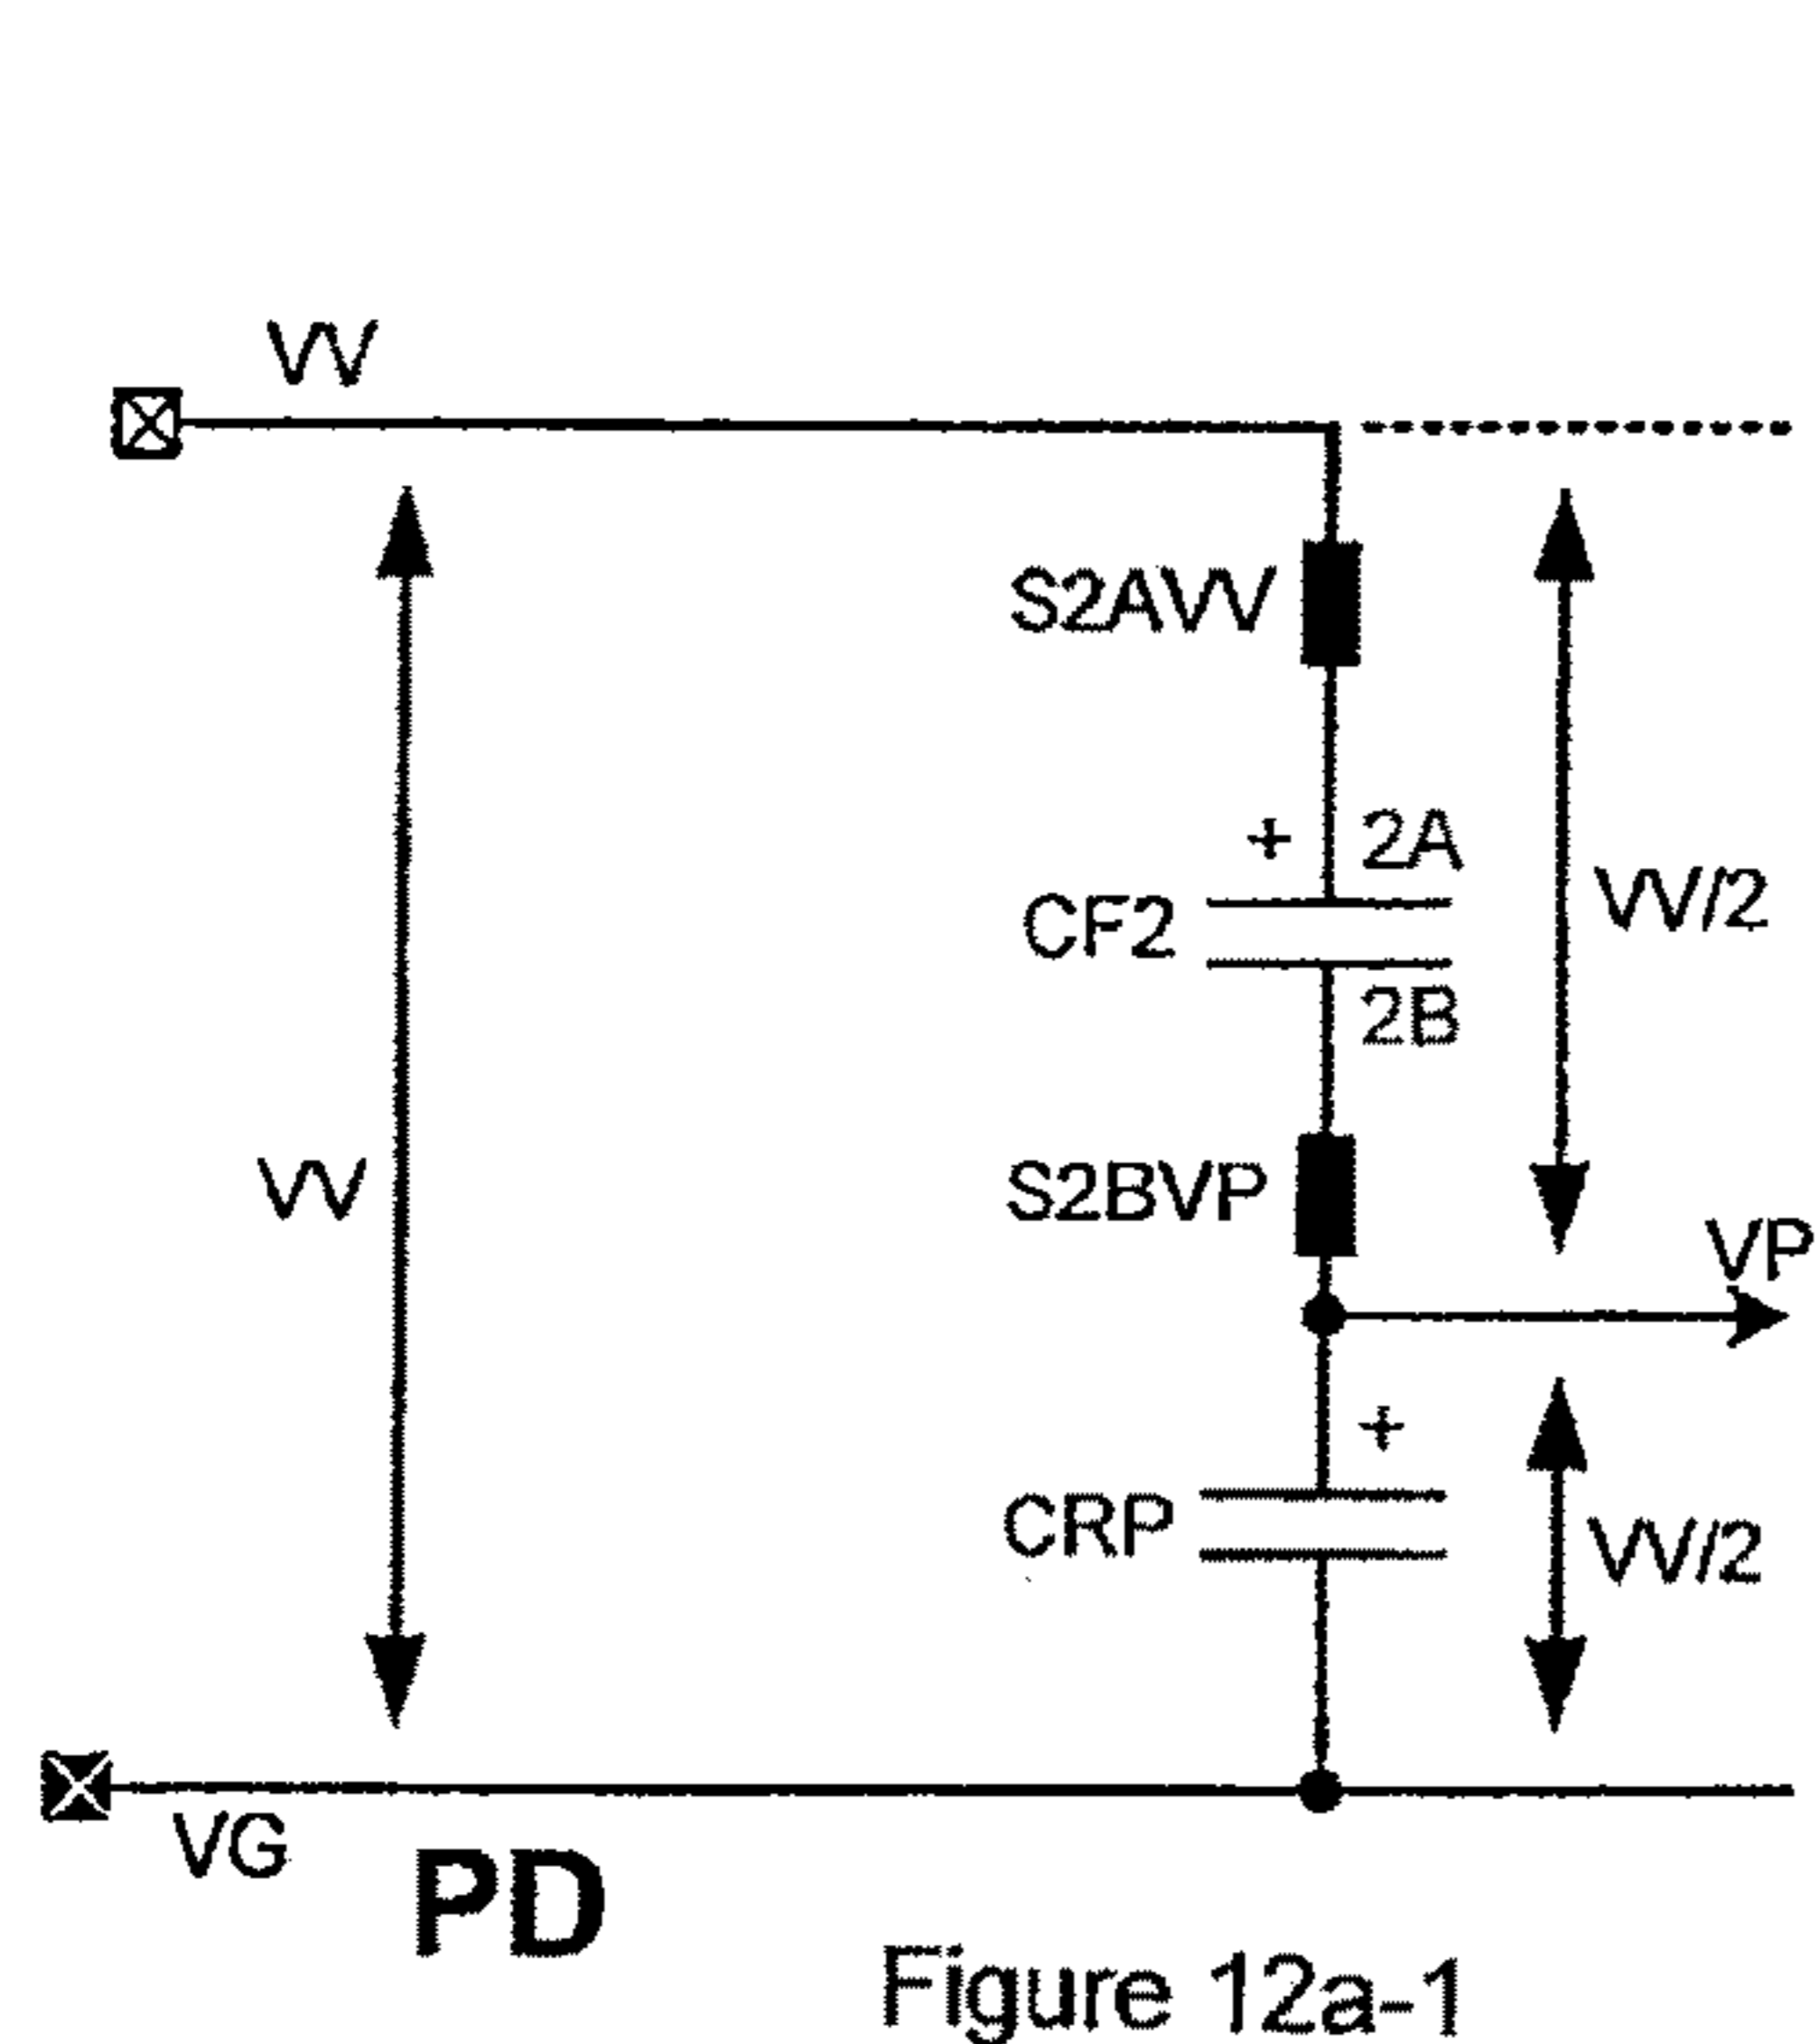 VV
S2AVV
+
2A
CF2
VV/2
2B
VV
S2BVP
VP
+
CRP
VV/2
VG
PD
Figure 12a-1